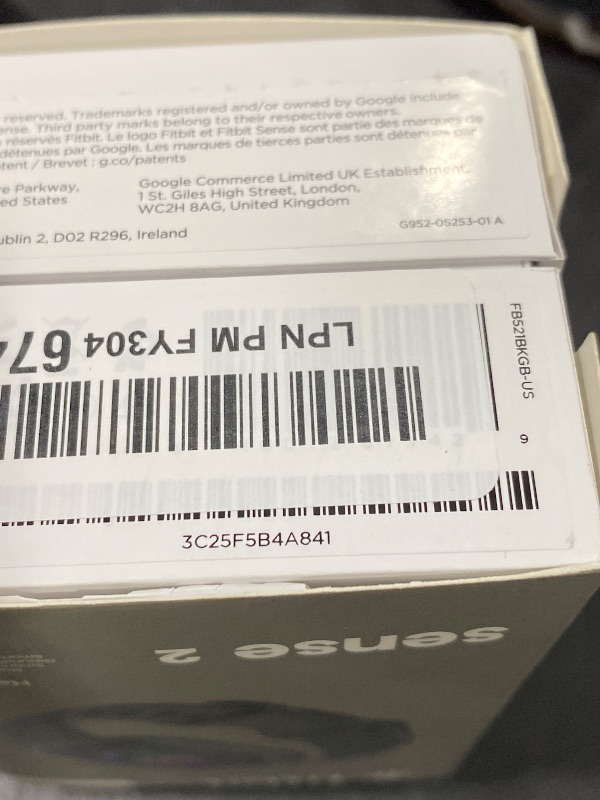 reserved. Trademarks registered and/or owned by Google include
ense. Third party marks belong to their respective owners.
réservés Fitbit. Le logo Fitbit et Fitbit Sense sont partie des marques de
détenues par Google. Les marques de tierces parties sont détenues par
tent / Brevet : g.co/patents
e Parkway,
ed States
Google Commerce Limited UK Establishment,
1 St. Giles High Street, London,
WC2H 8AG, United Kingdom
ublin 2, D02 R296, Ireland
G952-05253-01 A
LPN PM FY304 67
FB521BKGB-US
9
3C25F5B4A841
sense 2